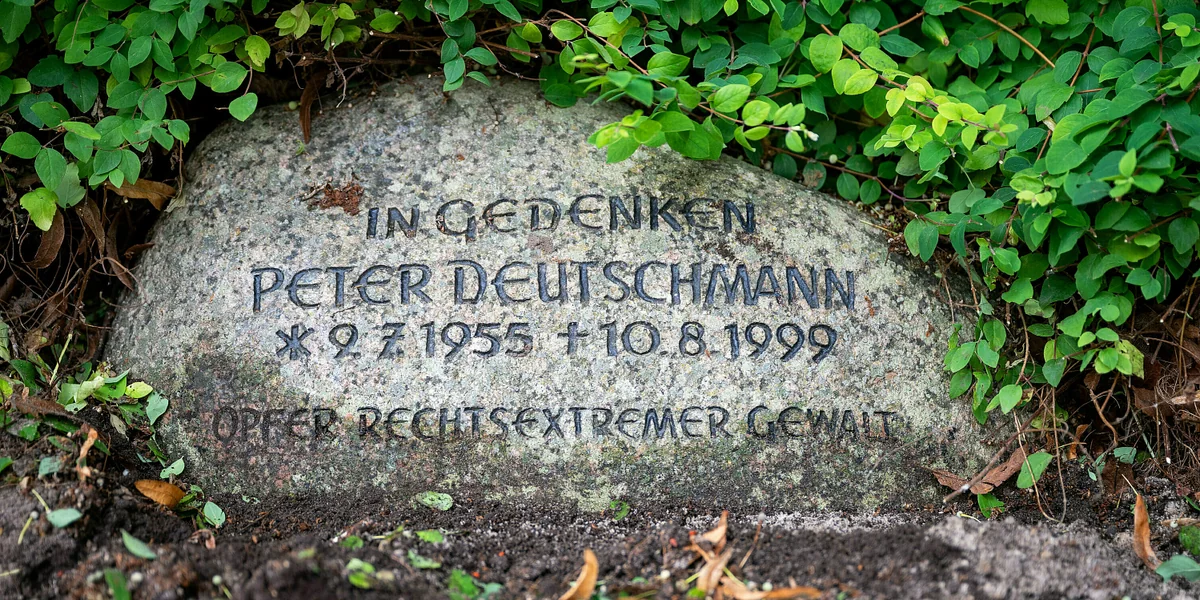 IN GEDENKEN
PETER DEUTSCHMANN
* 9.7.1955 † 10.8.1999
OPFER RECHTSEXTREMER GEWALT